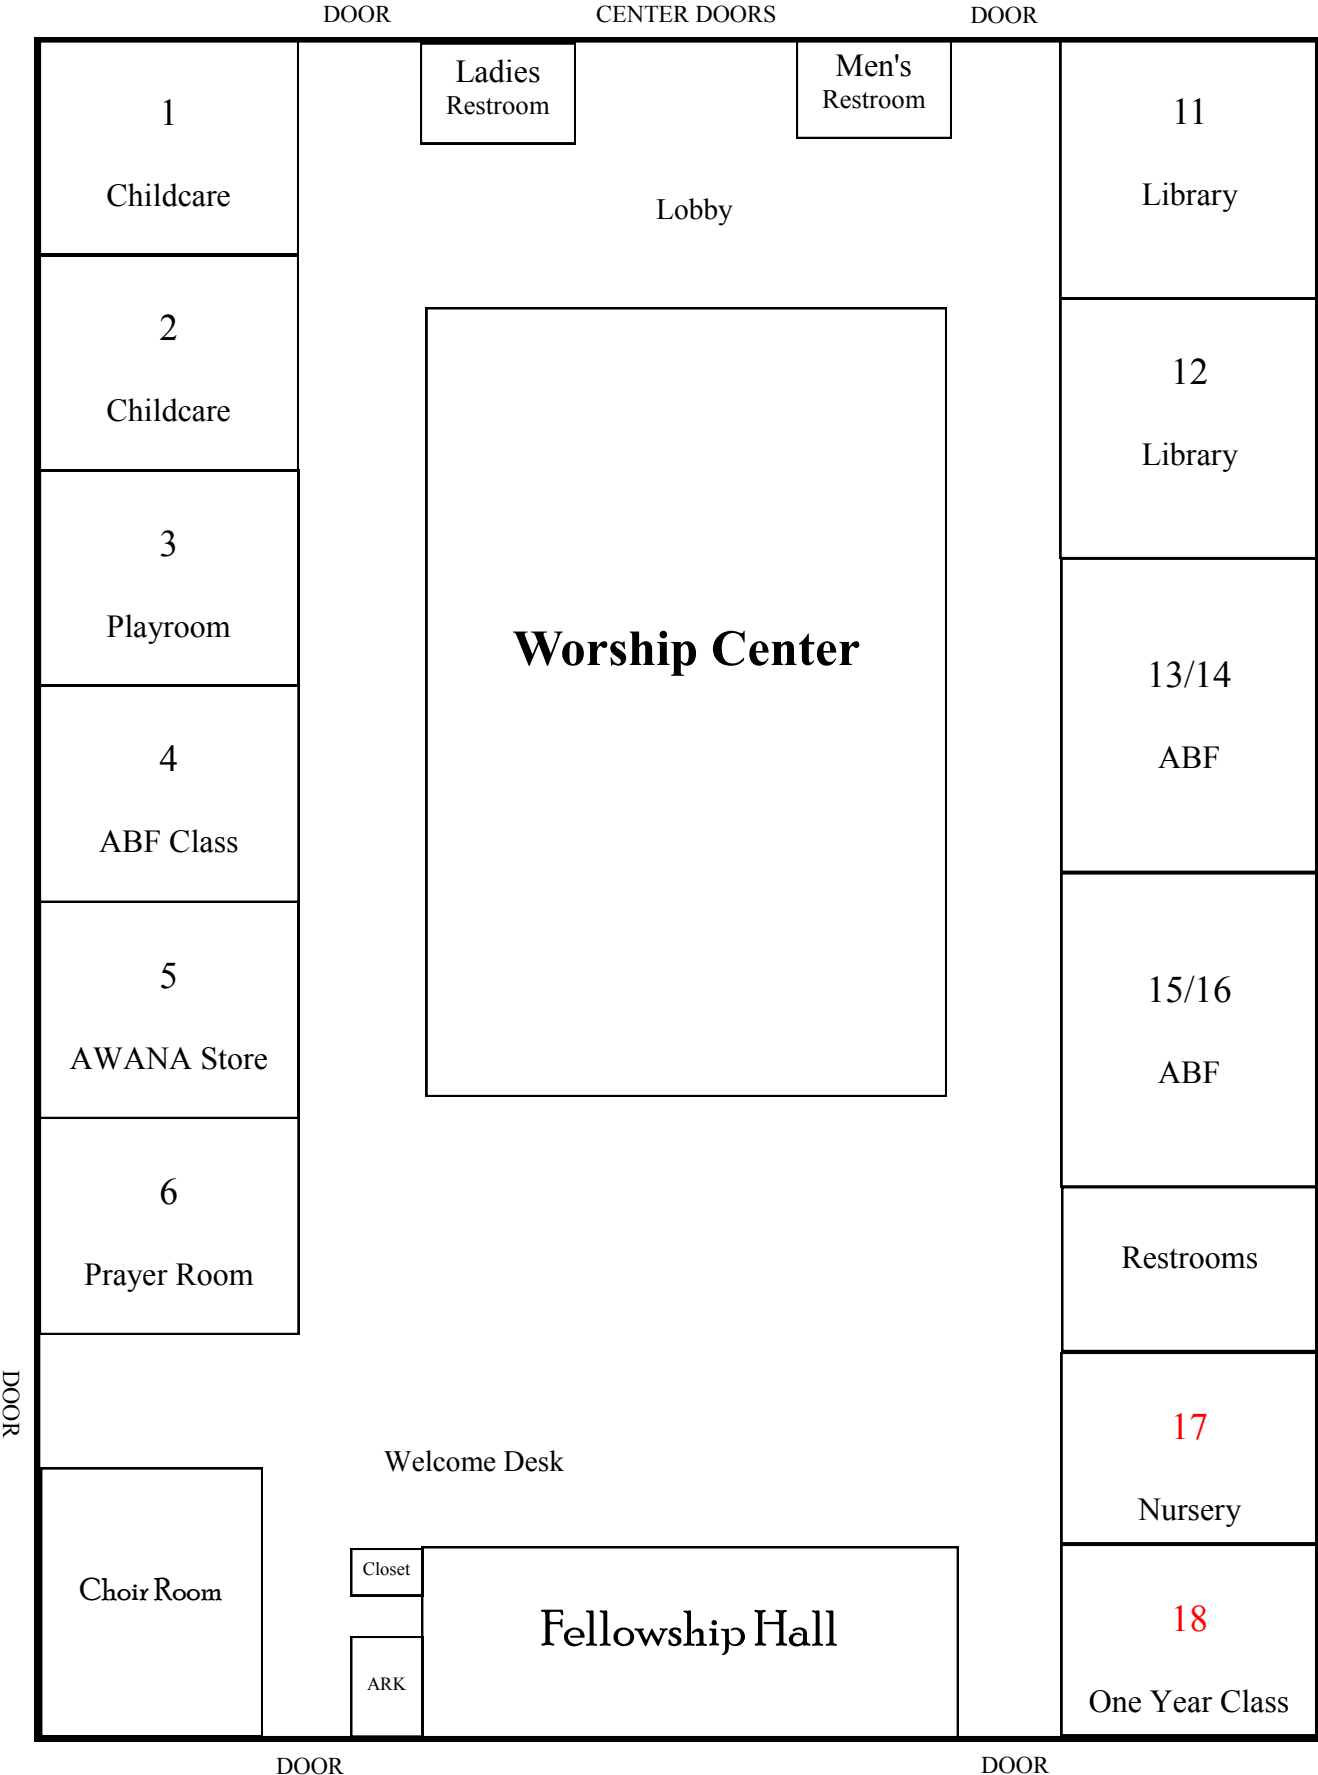 DOOR
CENTER DOORS
DOOR
Ladies
Restroom
Men's
Restroom
1
Childcare
11
Library
Lobby
2
Childcare
12
Library
3
Playroom
Worship Center
13/14
ABF
4
ABF Class
5
AWANA Store
15/16
ABF
6
Prayer Room
Restrooms
DOOR
17
Nursery
Welcome Desk
Choir Room
Closet
ARK
Fellowship Hall
18
One Year Class
DOOR
DOOR